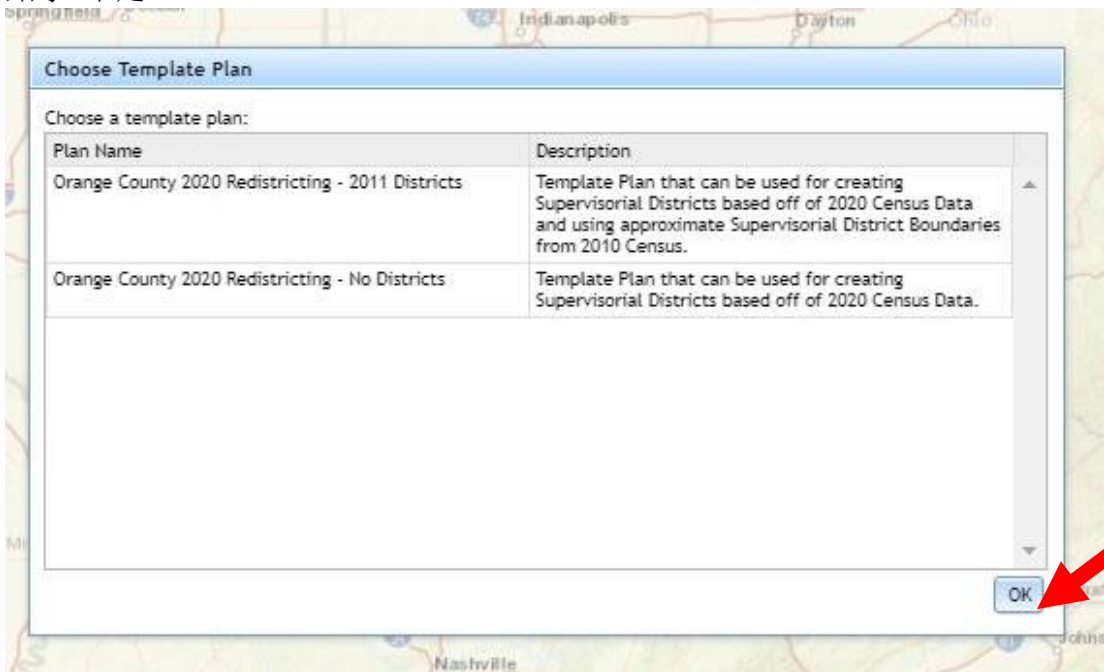 Springfield
Indianapolis
Dayton
Ohio
Choose Template Plan
Choose a template plan:
Plan Name
Description
Orange County 2020 Redistricting - 2011 Districts
Template Plan that can be used for creating
Supervisorial Districts based off of 2020 Census Data
and using approximate Supervisorial District Boundaries
from 2010 Census.
Orange County 2020 Redistricting - No Districts
Template Plan that can be used for creating
Supervisorial Districts based off of 2020 Census Data.
OK
Nashville